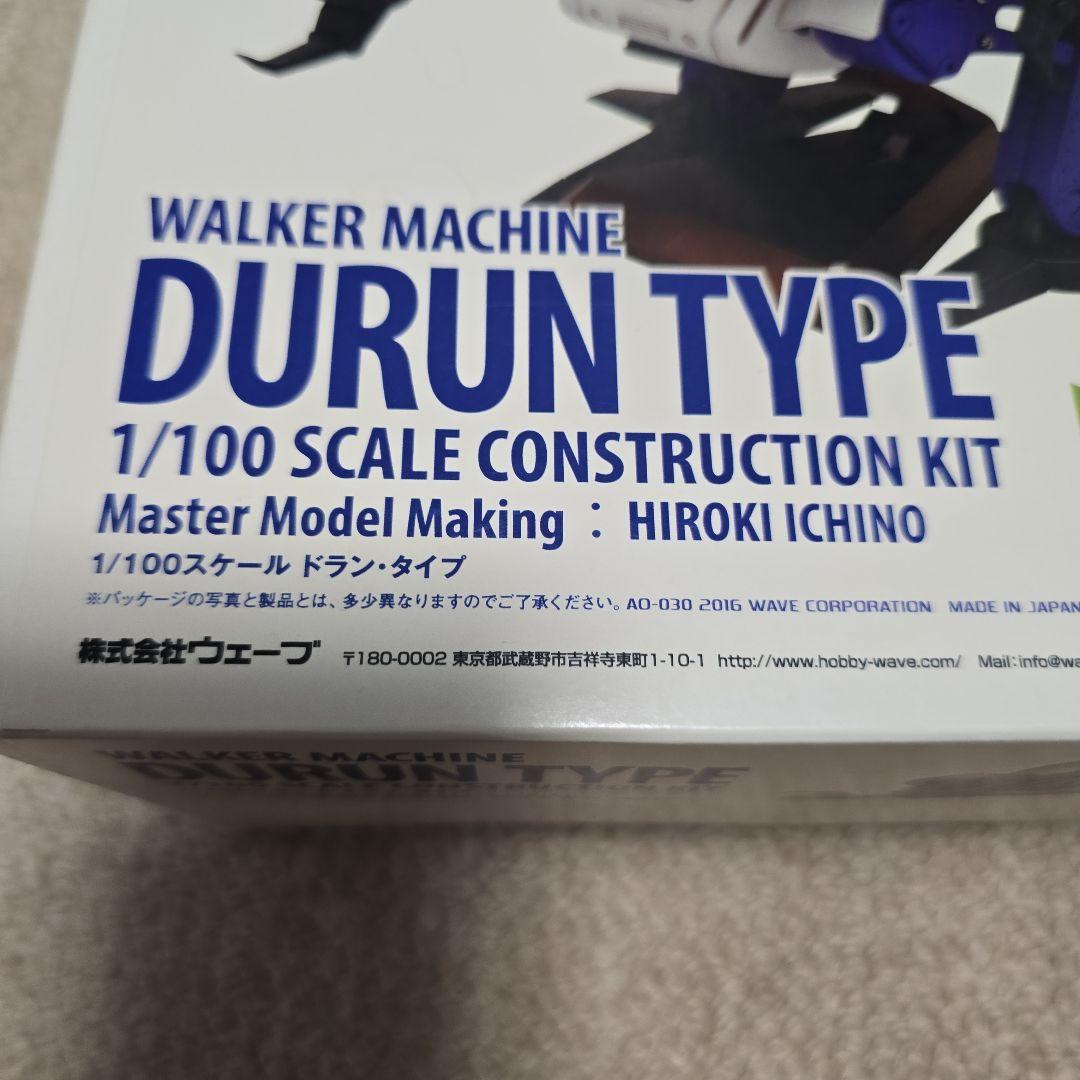 WALKER MACHINE
DURUN TYPE
1/100 SCALE CONSTRUCTION KIT
Master Model Making : HIROKI ICHINO
1/100スケール ドラン・タイプ
※パッケージの写真と製品とは、多少異なりますのでご了承ください。 AO-030 2016 WAVE CORPORATION MADE IN JAPAN
株式会社ウェーブ 〒180-0002 東京都武蔵野市吉祥寺東町1-10-1 http://www.hobby-wave.com/ Mail:info@wa
WALKER MACHINE
DURUN TYPE